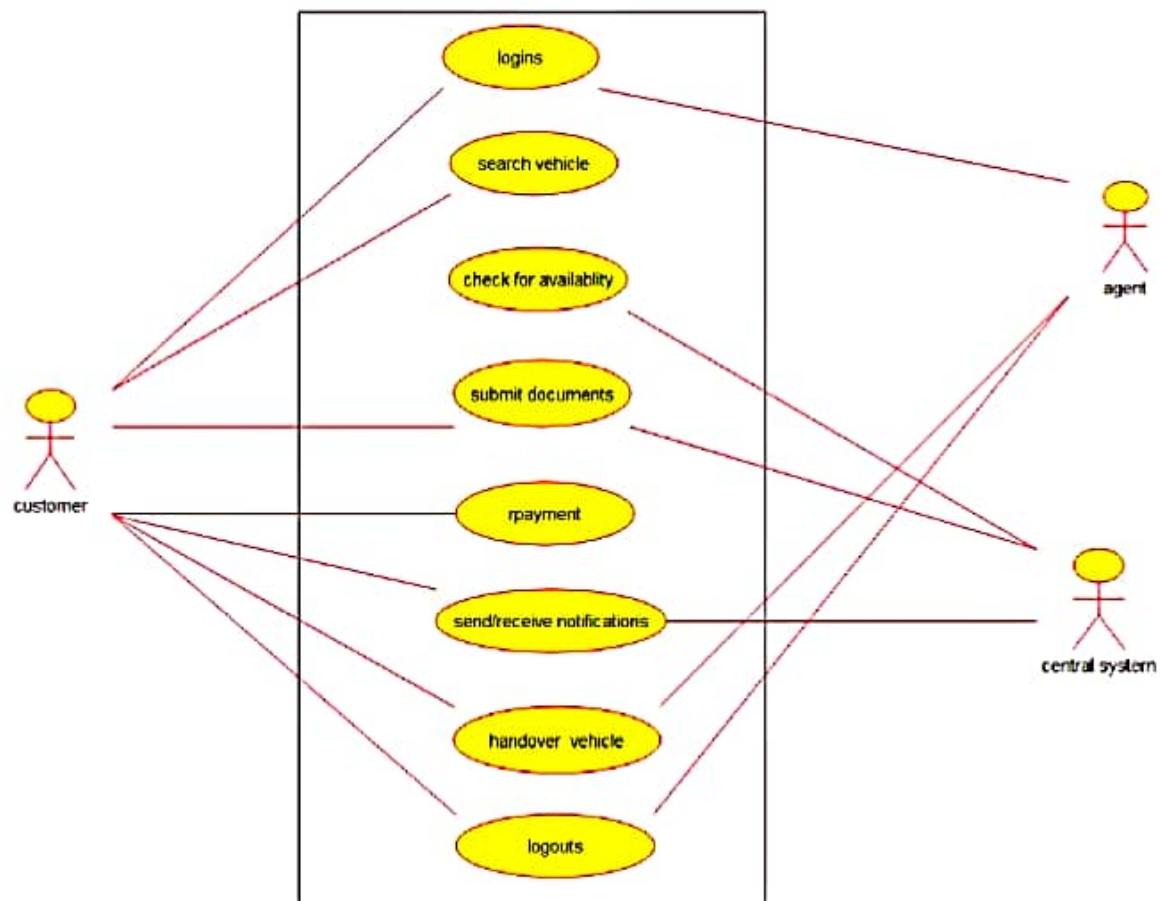 logins
search vehicle
check for availablity
submit documents
rpayment
send/receive notifications
handover vehicle
logouts
customer
agent
central system